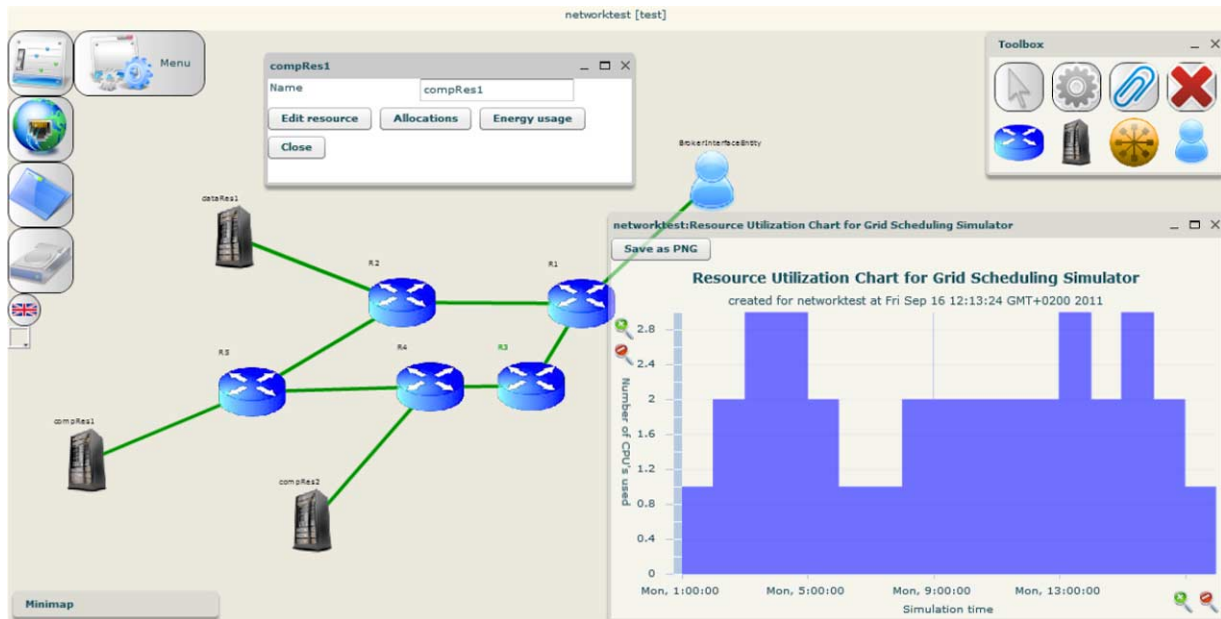 networktest [test]
Menu
compRes1
Name
compRes1
Edit resource
Allocations
Energy usage
Close
Toolbox
BrokerInterfaceEntity
dataRes1
R2
R1
R5
R4
R3
compRes1
compRes2
networktest:Resource Utilization Chart for Grid Scheduling Simulator
Save as PNG
Resource Utilization Chart for Grid Scheduling Simulator
created for networktest at Fri Sep 16 12:13:24 GMT+0200 2011
Number of CPU's used
2.8
2.4
2
1.6
1.2
0.8
0.4
0
Mon, 1:00:00
Mon, 5:00:00
Mon, 9:00:00
Mon, 13:00:00
Simulation time
Minimap